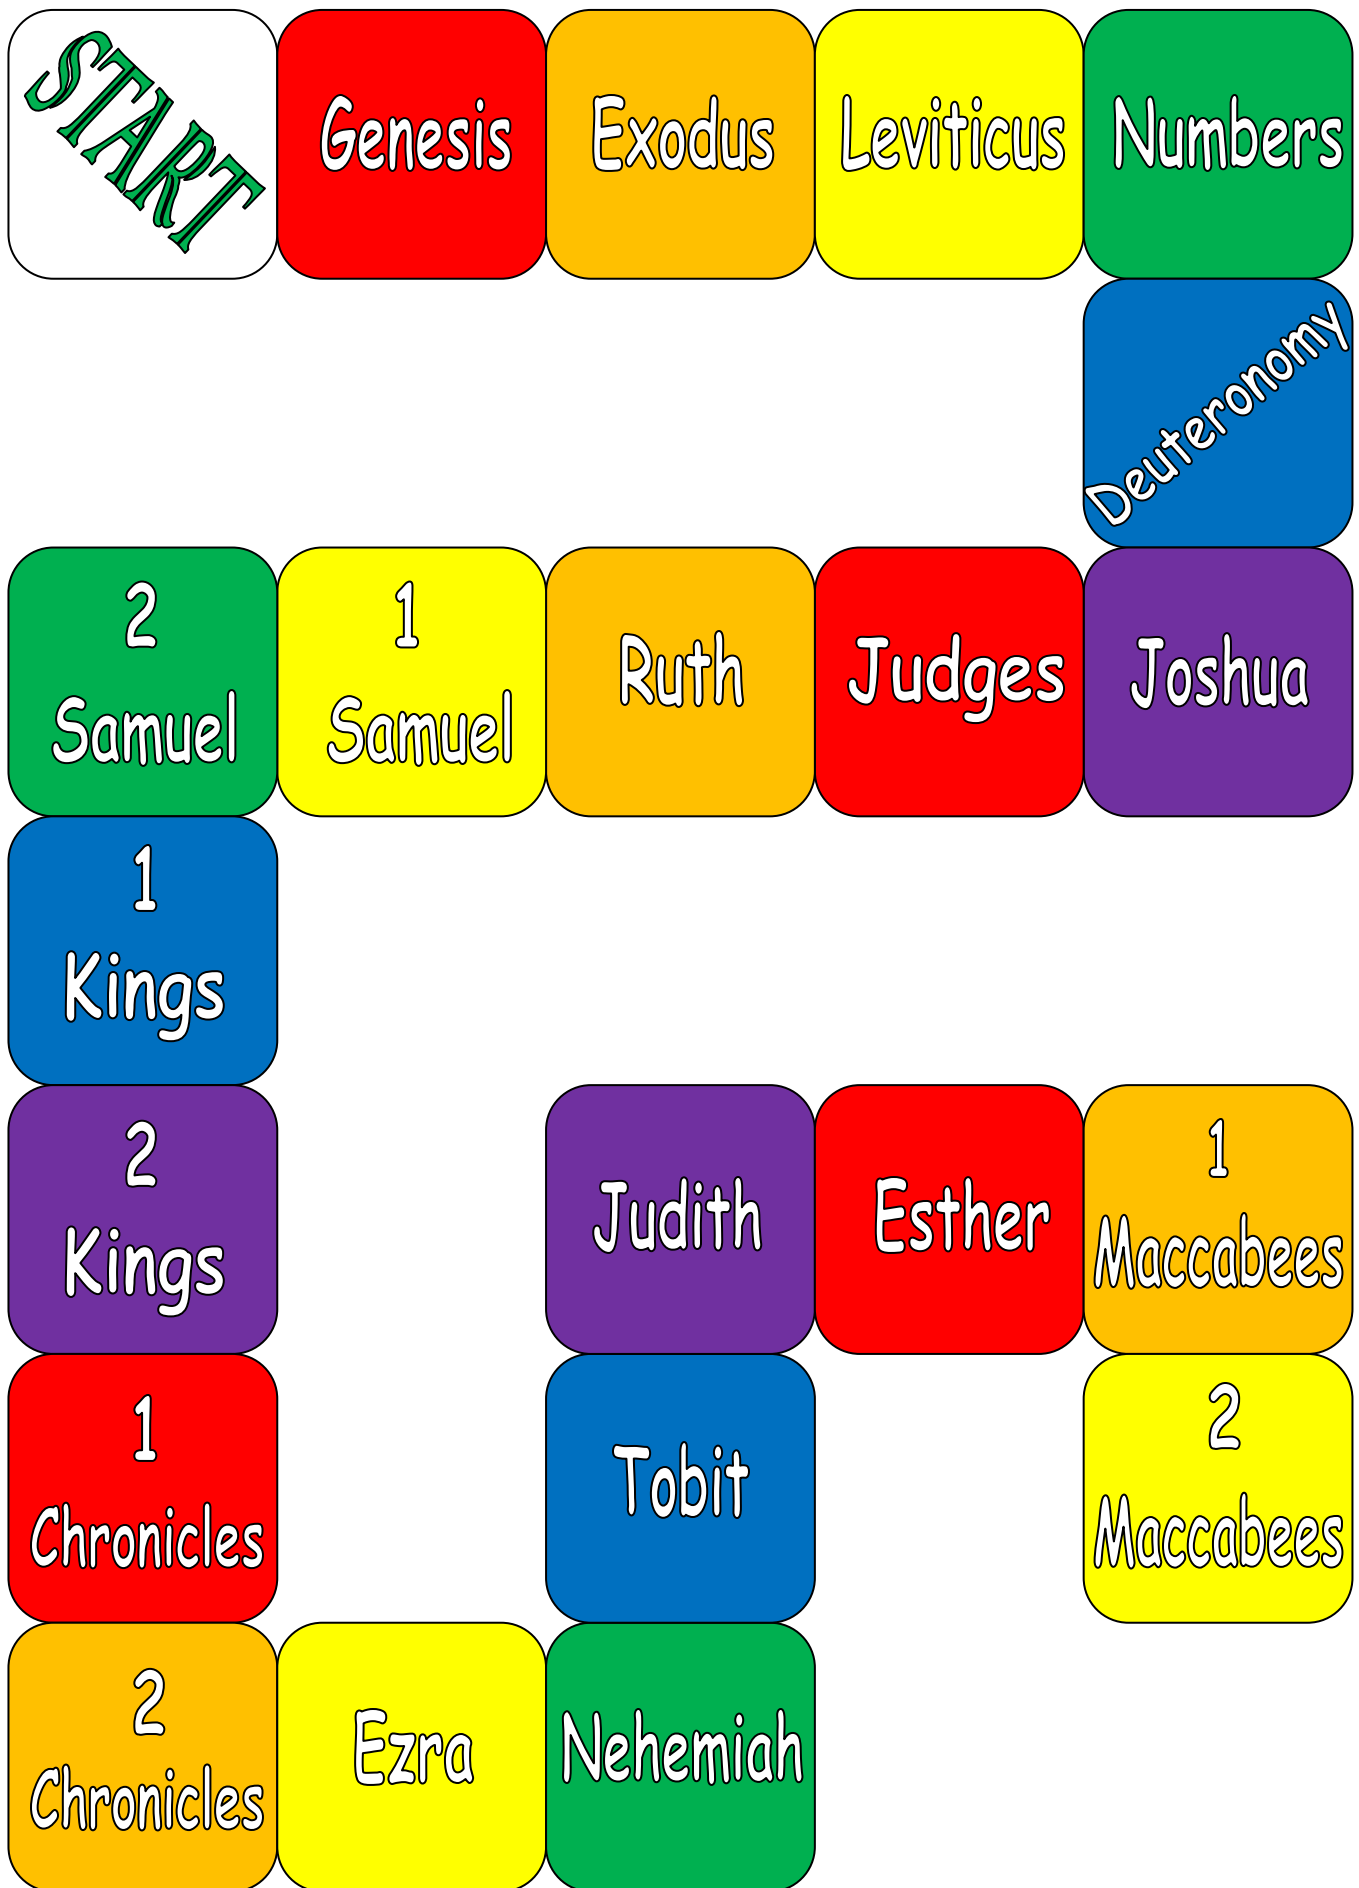 START
Genesis
Exodus
Leviticus
Numbers
Deuteronomy
2
Samuel
1
Samuel
Ruth
Judges
Joshua
1
Kings
2
Kings
Judith
Esther
1
Maccabees
1
Chronicles
Tobit
2
Maccabees
2
Chronicles
Ezra
Nehemiah